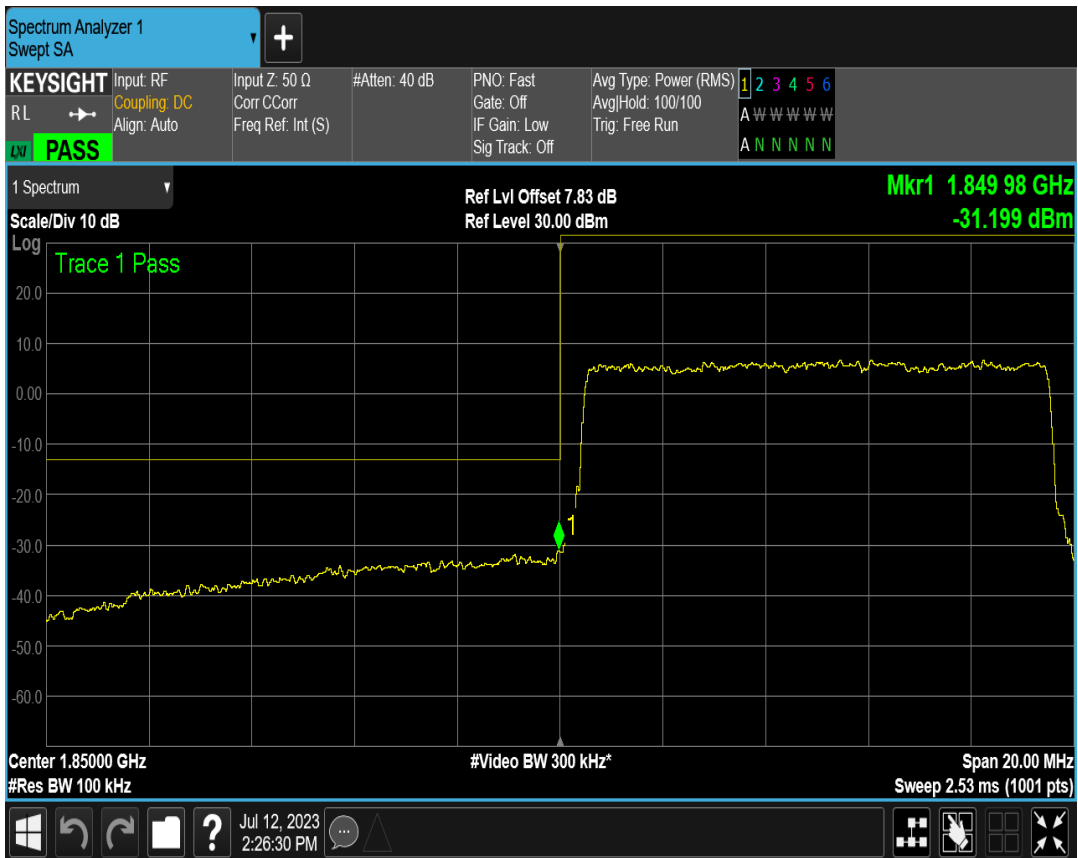 Spectrum Analyzer 1
Swept SA
+
KEYSIGHT
RL
LXI PASS
Input: RF
Coupling: DC
Align: Auto
Input Z: 50 Ω
Corr CCorr
Freq Ref: Int (S)
#Atten: 40 dB
PNO: Fast
Gate: Off
IF Gain: Low
Sig Track: Off
Avg Type: Power (RMS)
Avg|Hold: 100/100
Trig: Free Run
1 2 3 4 5 6
A W W W W W
A N N N N N
1 Spectrum
Scale/Div 10 dB
Ref Lvl Offset 7.83 dB
Ref Level 30.00 dBm
Mkr1 1.849 98 GHz
-31.199 dBm
Log
Trace 1 Pass
20.0
10.0
0.00
-10.0
-20.0
1
-30.0
-40.0
-50.0
-60.0
Center 1.85000 GHz
#Res BW 100 kHz
#Video BW 300 kHz*
Span 20.00 MHz
Sweep 2.53 ms (1001 pts)
?
Jul 12, 2023
2:26:30 PM